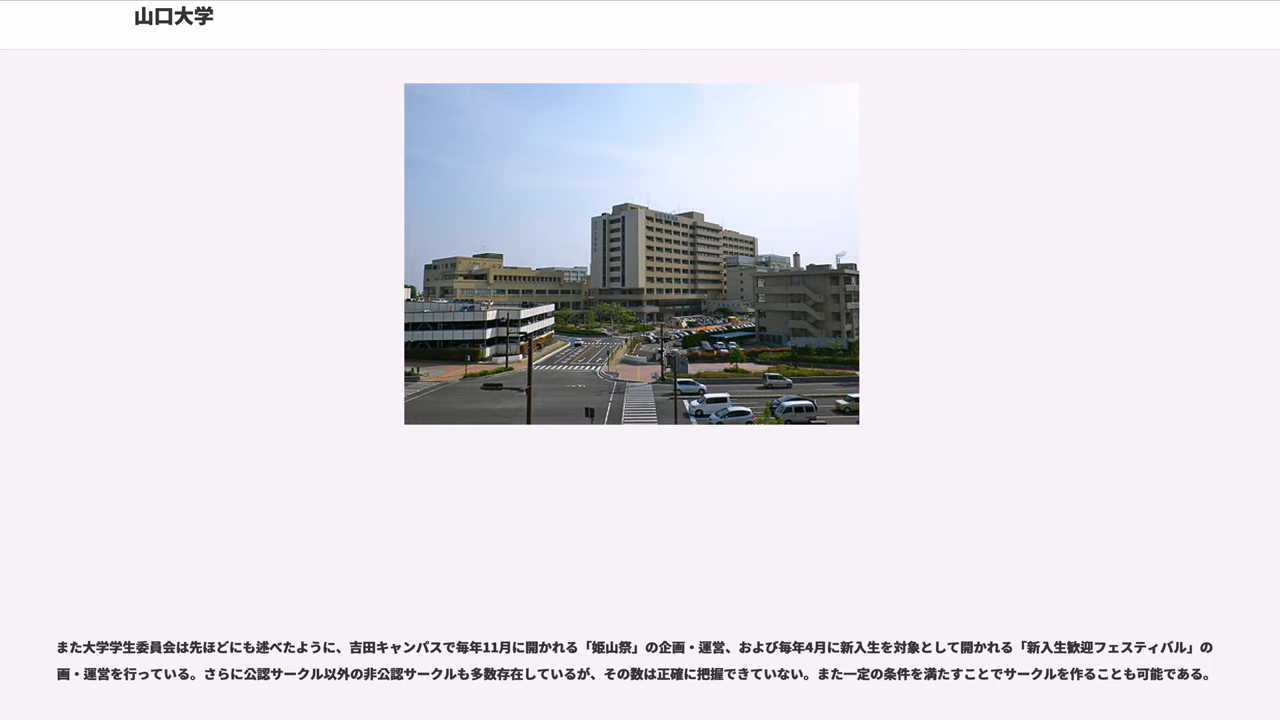 山口大学
また大学学生委員会は先ほどにも述べたように、吉田キャンパスで毎年11月に開かれる「姫山祭」の企画・運営、および毎年4月に新入生を対象として開かれる「新入生歓迎フェスティバル」の
画・運営を行っている。さらに公認サークル以外の非公認サークルも多数存在しているが、その数は正確に把握できていない。また一定の条件を満たすことでサークルを作ることも可能である。